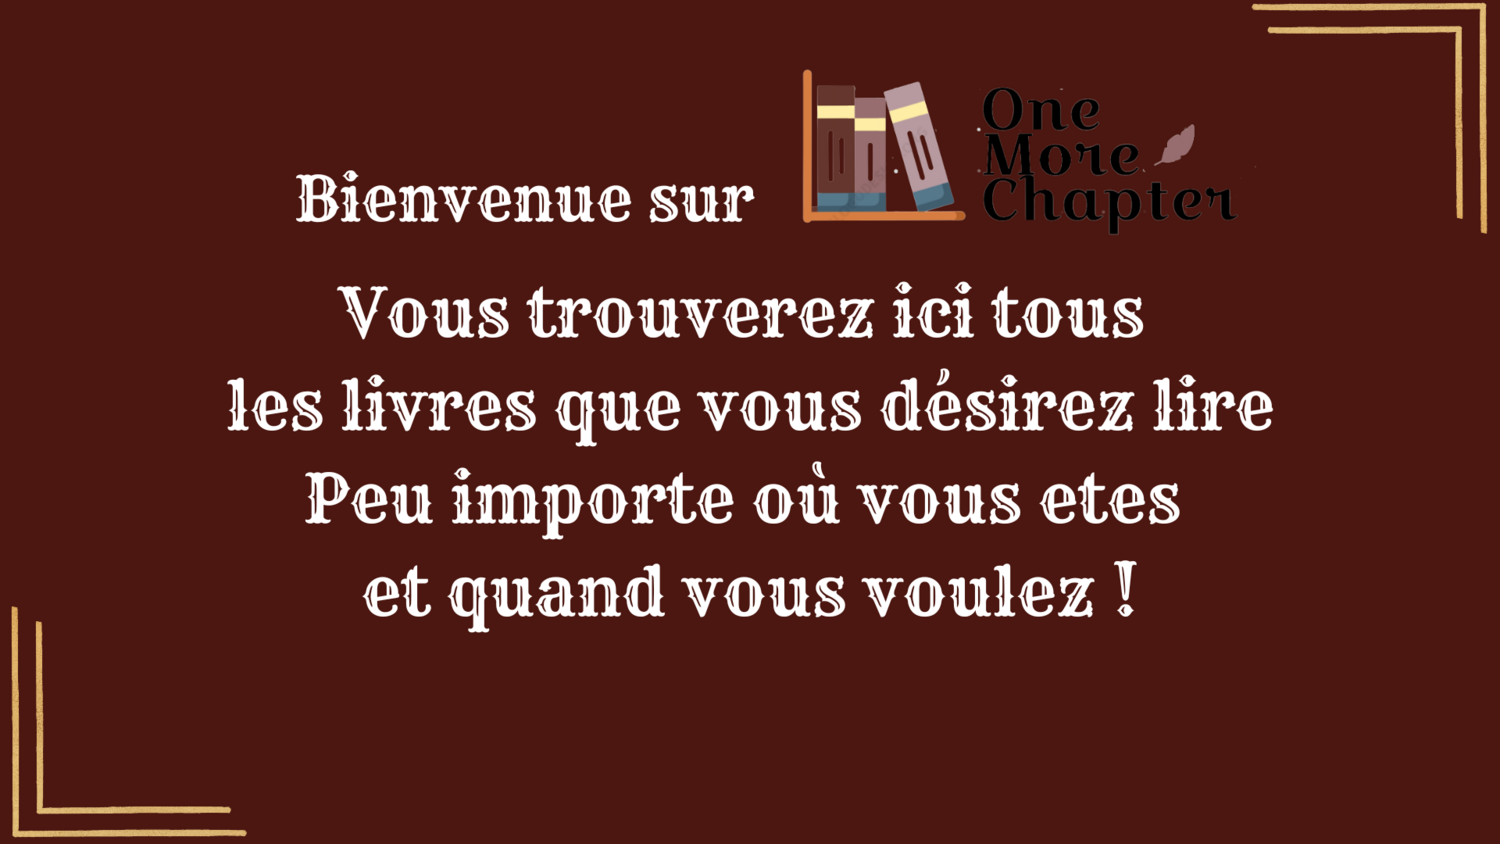 One
More
Chapter
Bienvenue sur
Vous trouverez ici tous
les livres que vous désirez lire
Peu importe où vous etes
et quand vous voulez !